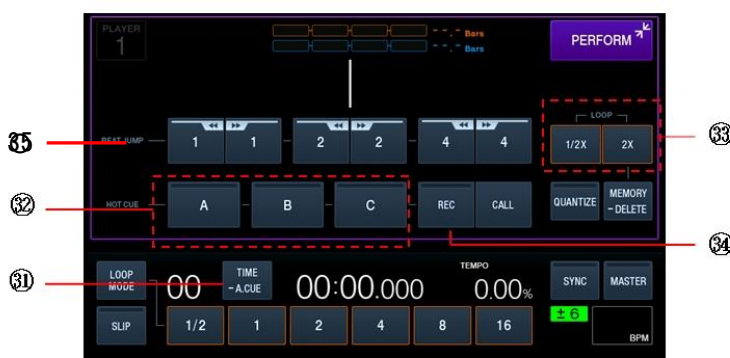 PLAYER
1
--.- Bars
--.- Bars
PERFORM
LOOP
35
BEAT JUMP
1 1 2 2 4 4
1/2X 2X
33
32
HOT CUE
A B C
REC CALL
QUANTIZE
MEMORY
- DELETE
34
31
LOOP
MODE
00
TIME
- A.CUE
00:00.000
TEMPO
0.00%
SYNC MASTER
SLIP
1/2 1 2 4 8 16
± 6
BPM